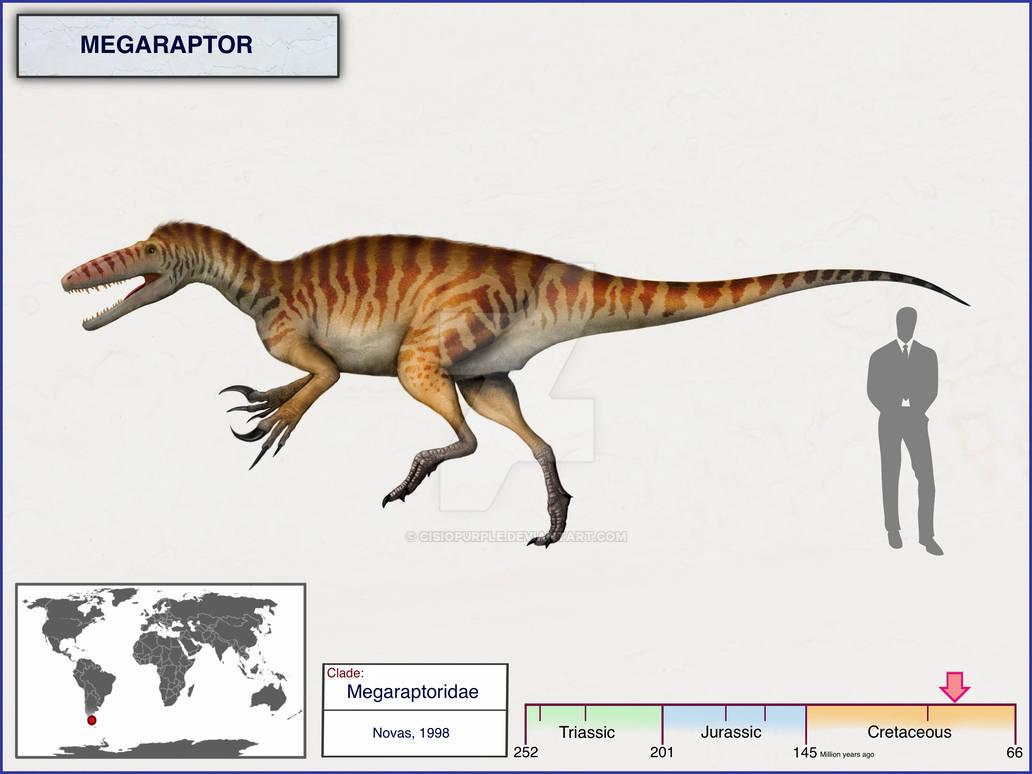 MEGARAPTOR
© CISIOPURPLE.DEVIANTART.COM
Clade:
Megaraptoridae
Novas, 1998
Triassic
Jurassic
Cretaceous
252
201
145
Million years ago
66